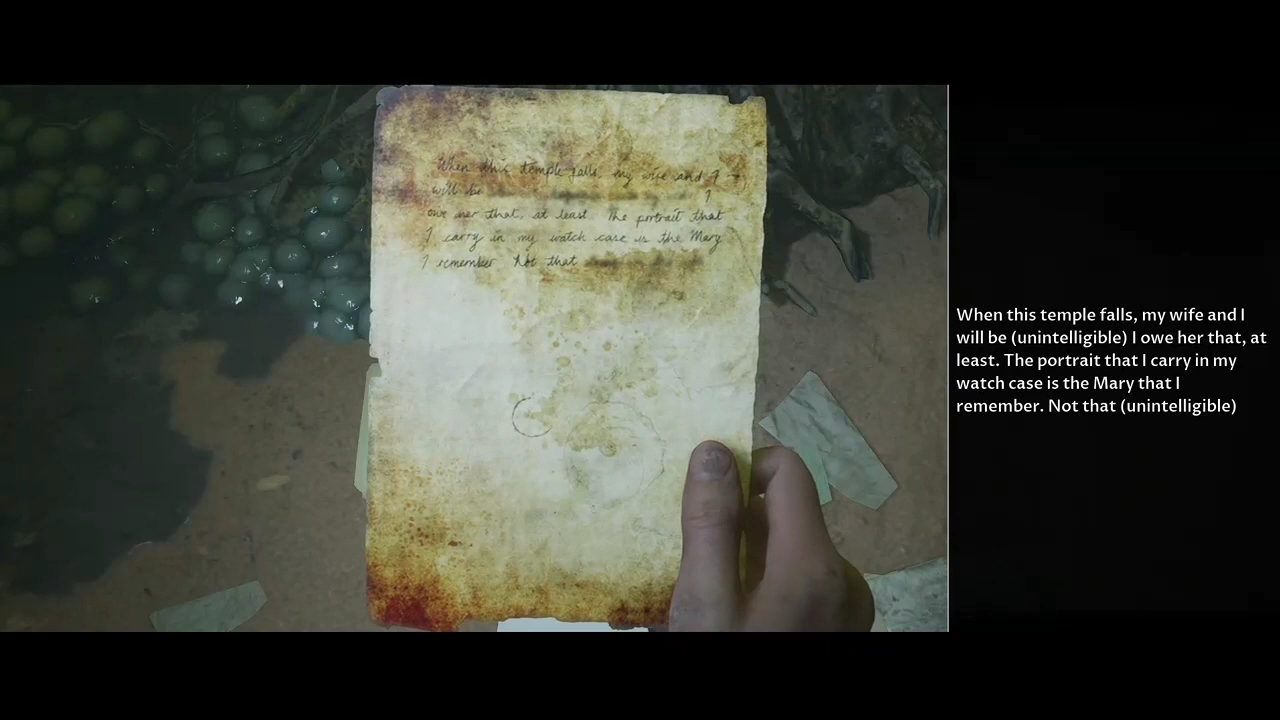 When this temple falls, my wife and I
will be
I
owe her that, at least. The portrait that
I carry in my watch case is the Mary
I remember. Not that
When this temple falls, my wife and I
will be (unintelligible) I owe her that, at
least. The portrait that I carry in my
watch case is the Mary that I
remember. Not that (unintelligible)